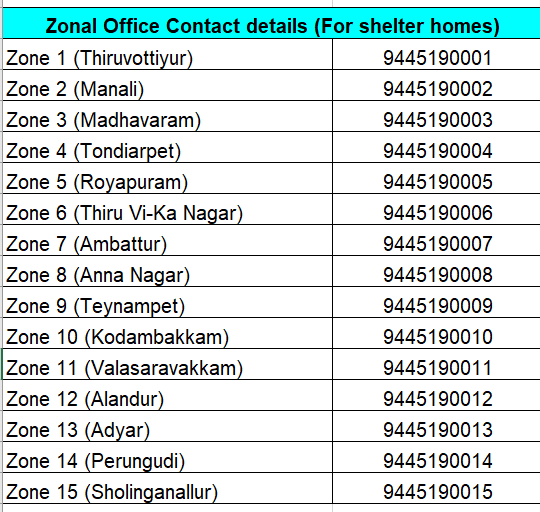 Zonal Office Contact details (For shelter homes)
Zone 1 (Thiruvottiyur) 9445190001
Zone 2 (Manali) 9445190002
Zone 3 (Madhavaram) 9445190003
Zone 4 (Tondiarpet) 9445190004
Zone 5 (Royapuram) 9445190005
Zone 6 (Thiru Vi-Ka Nagar) 9445190006
Zone 7 (Ambattur) 9445190007
Zone 8 (Anna Nagar) 9445190008
Zone 9 (Teynampet) 9445190009
Zone 10 (Kodambakkam) 9445190010
Zone 11 (Valasaravakkam) 9445190011
Zone 12 (Alandur) 9445190012
Zone 13 (Adyar) 9445190013
Zone 14 (Perungudi) 9445190014
Zone 15 (Sholinganallur) 9445190015